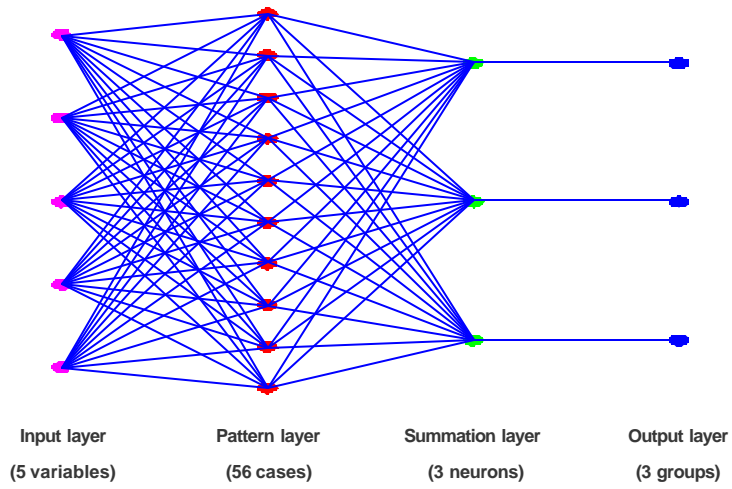 Input layer Pattern layer Summation layer Output layer
(5 variables) (56 cases) (3 neurons) (3 groups)